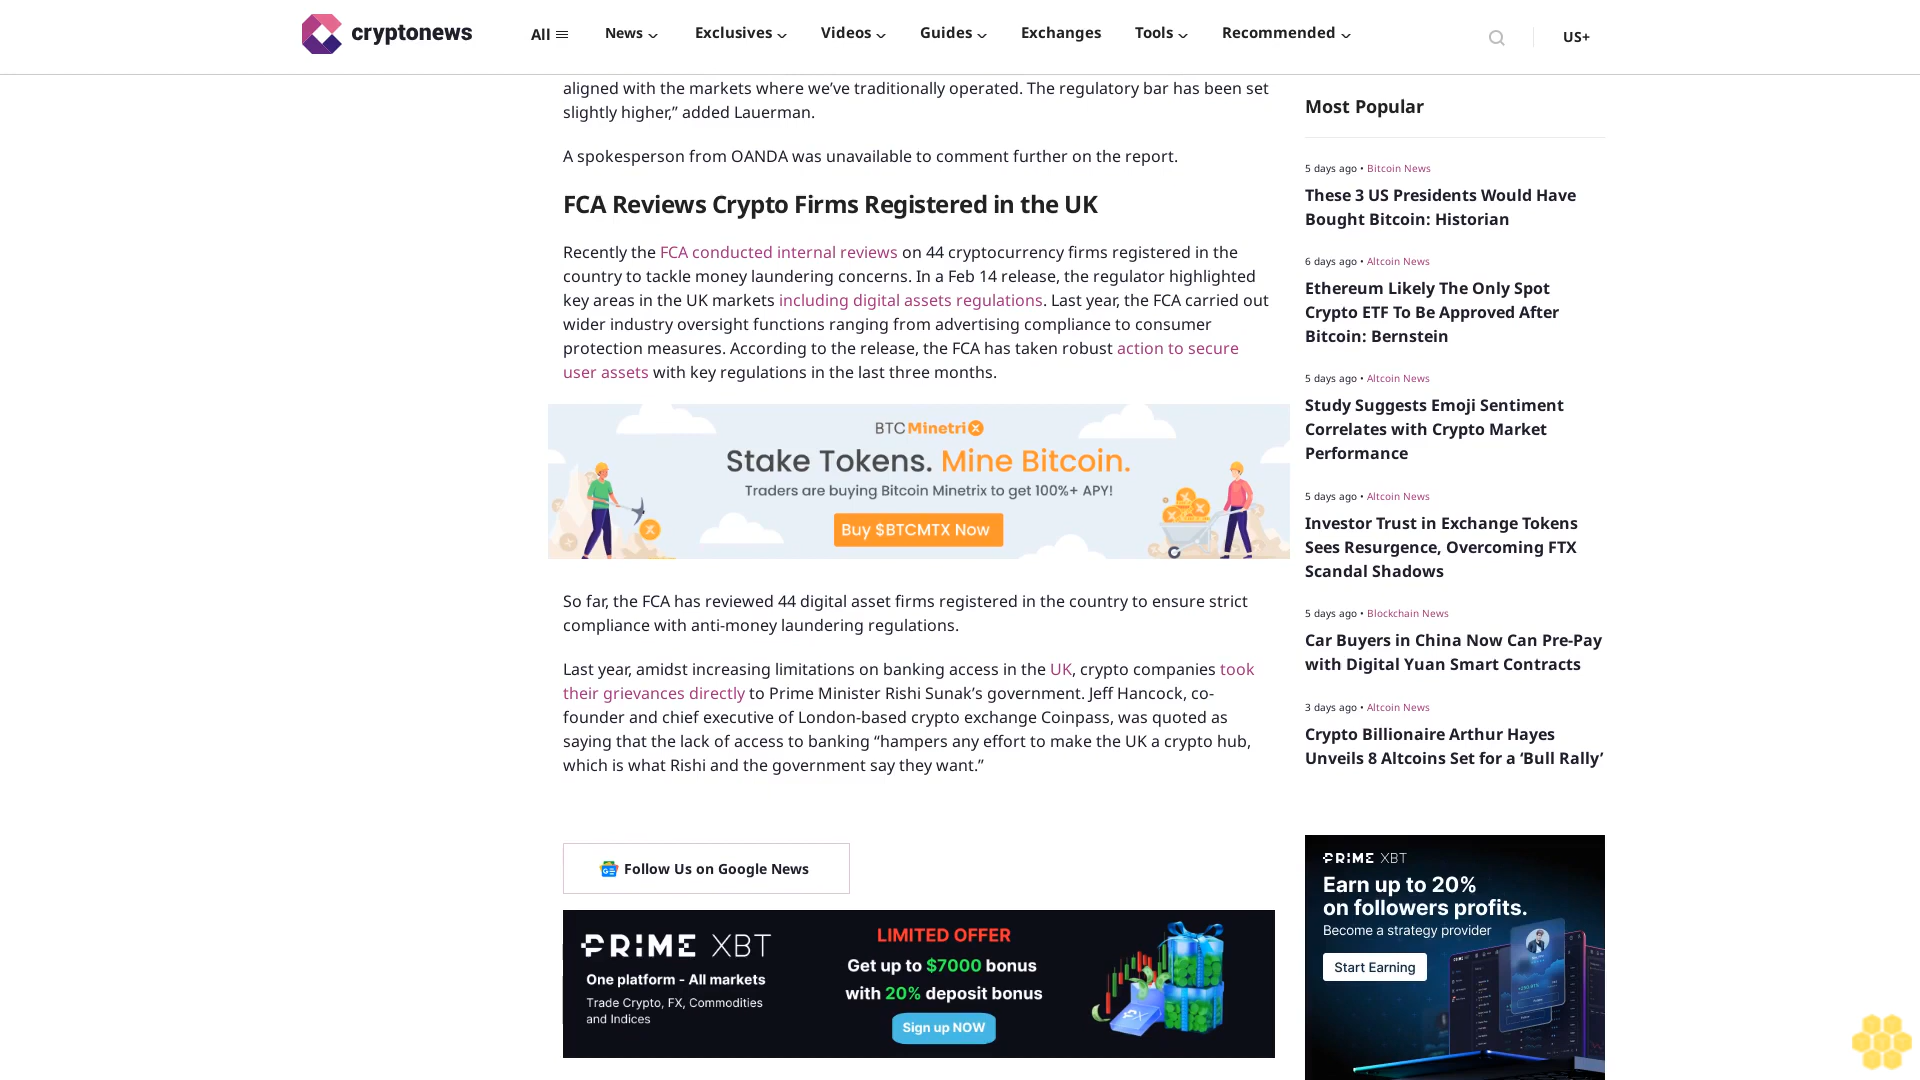 cryptonews
All
News
Exclusives
Videos
Guides
Exchanges
Tools
Recommended
US+
aligned with the markets where we’ve traditionally operated. The regulatory bar has been set
slightly higher,” added Lauerman.
A spokesperson from OANDA was unavailable to comment further on the report.
FCA Reviews Crypto Firms Registered in the UK
Recently the FCA conducted internal reviews on 44 cryptocurrency firms registered in the
country to tackle money laundering concerns. In a Feb 14 release, the regulator highlighted
key areas in the UK markets including digital assets regulations. Last year, the FCA carried out
wider industry oversight functions ranging from advertising compliance to consumer
protection measures. According to the release, the FCA has taken robust action to secure
user assets with key regulations in the last three months.
BTC Minetrix
Stake Tokens. Mine Bitcoin.
Traders are buying Bitcoin Minetrix to get 100%+ APY!
Buy $BTCMTX Now
So far, the FCA has reviewed 44 digital asset firms registered in the country to ensure strict
compliance with anti-money laundering regulations.
Last year, amidst increasing limitations on banking access in the UK, crypto companies took
their grievances directly to Prime Minister Rishi Sunak’s government. Jeff Hancock, co-
founder and chief executive of London-based crypto exchange Coinpass, was quoted as
saying that the lack of access to banking “hampers any effort to make the UK a crypto hub,
which is what Rishi and the government say they want.”
Follow Us on Google News
PRIME XBT
One platform - All markets
Trade Crypto, FX, Commodities
and Indices
LIMITED OFFER
Get up to $7000 bonus
with 20% deposit bonus
Sign up NOW
Most Popular
5 days ago • Bitcoin News
These 3 US Presidents Would Have
Bought Bitcoin: Historian
6 days ago • Altcoin News
Ethereum Likely The Only Spot
Crypto ETF To Be Approved After
Bitcoin: Bernstein
5 days ago • Altcoin News
Study Suggests Emoji Sentiment
Correlates with Crypto Market
Performance
5 days ago • Altcoin News
Investor Trust in Exchange Tokens
Sees Resurgence, Overcoming FTX
Scandal Shadows
5 days ago • Blockchain News
Car Buyers in China Now Can Pre-Pay
with Digital Yuan Smart Contracts
3 days ago • Altcoin News
Crypto Billionaire Arthur Hayes
Unveils 8 Altcoins Set for a ‘Bull Rally’
PRIME XBT
Earn up to 20%
on followers profits.
Become a strategy provider
Start Earning